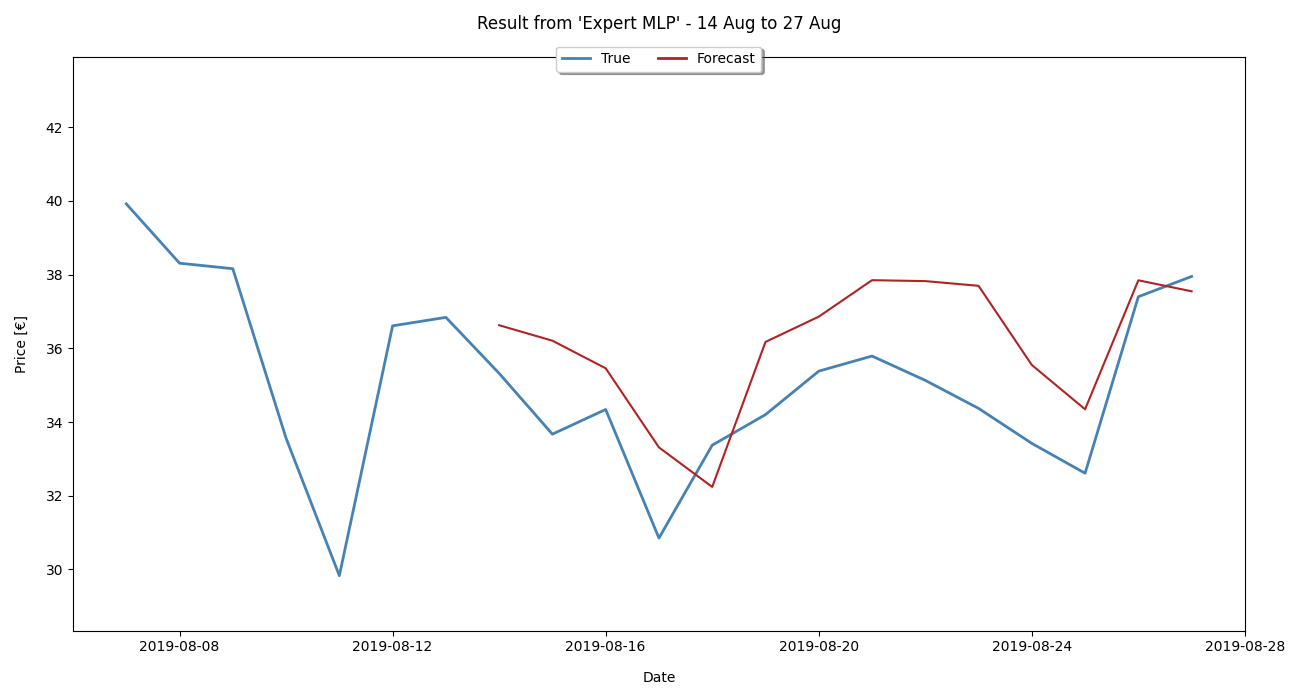 Result from 'Expert MLP' - 14 Aug to 27 Aug
True Forecast
42
40
38
36
34
32
30
Price [€]
2019-08-08 2019-08-12 2019-08-16 2019-08-20 2019-08-24 2019-08-28
Date